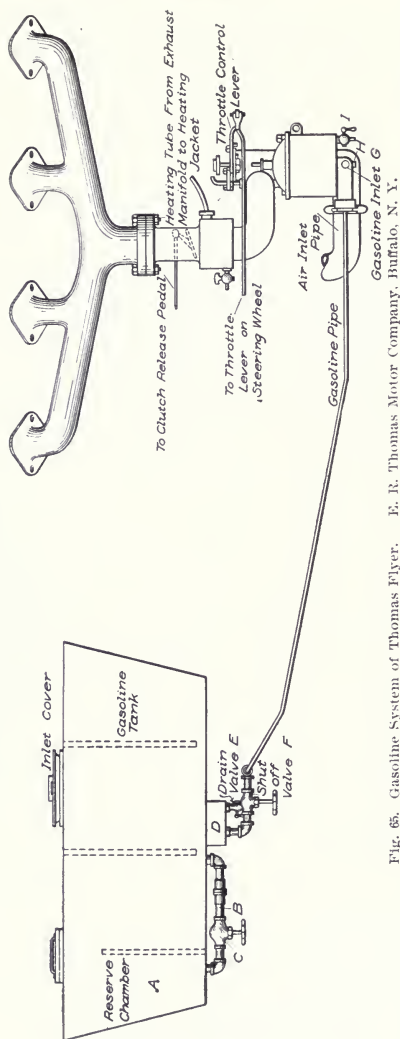 Inlet Cover
Gasoline
Tank
Reserve
Chamber
A
B
C
D
Drain
Valve E
Shut
off
Valve F
To Clutch Release Pedal
Heating Tube From Exhaust
Manifold to Heating
Jacket
Throttle Control
Lever
To Throttle
Lever on
Steering Wheel
Air Inlet
Pipe
Gasoline Pipe
Gasoline Inlet G
I
Fig. 65. Gasoline System of Thomas Flyer. E. R. Thomas Motor Company, Buffalo, N. Y.